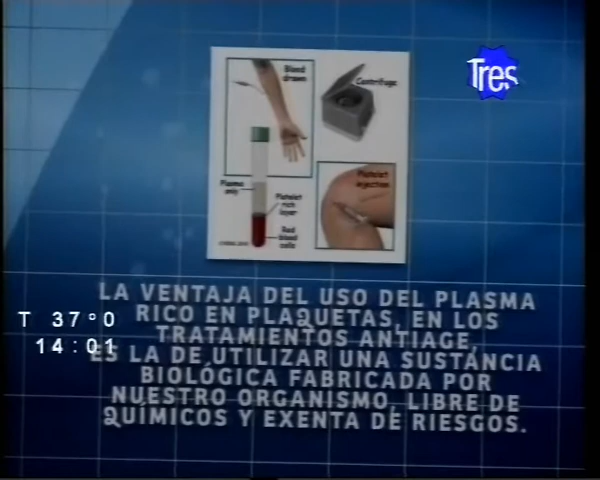 Tres
Blood
drawn
Centrifuge
Plasma
only
Platelet
rich
layer
Red
blood
cells
Platelet
injection
LA VENTAJA DEL USO DEL PLASMA
RICO EN PLAQUETAS, EN LOS
TRATAMIENTOS ANTIAGE,
ES LA DE UTILIZAR UNA SUSTANCIA
BIOLÓGICA FABRICADA POR
NUESTRO ORGANISMO, LIBRE DE
QUÍMICOS Y EXENTA DE RIESGOS.
T 37°0
14:01